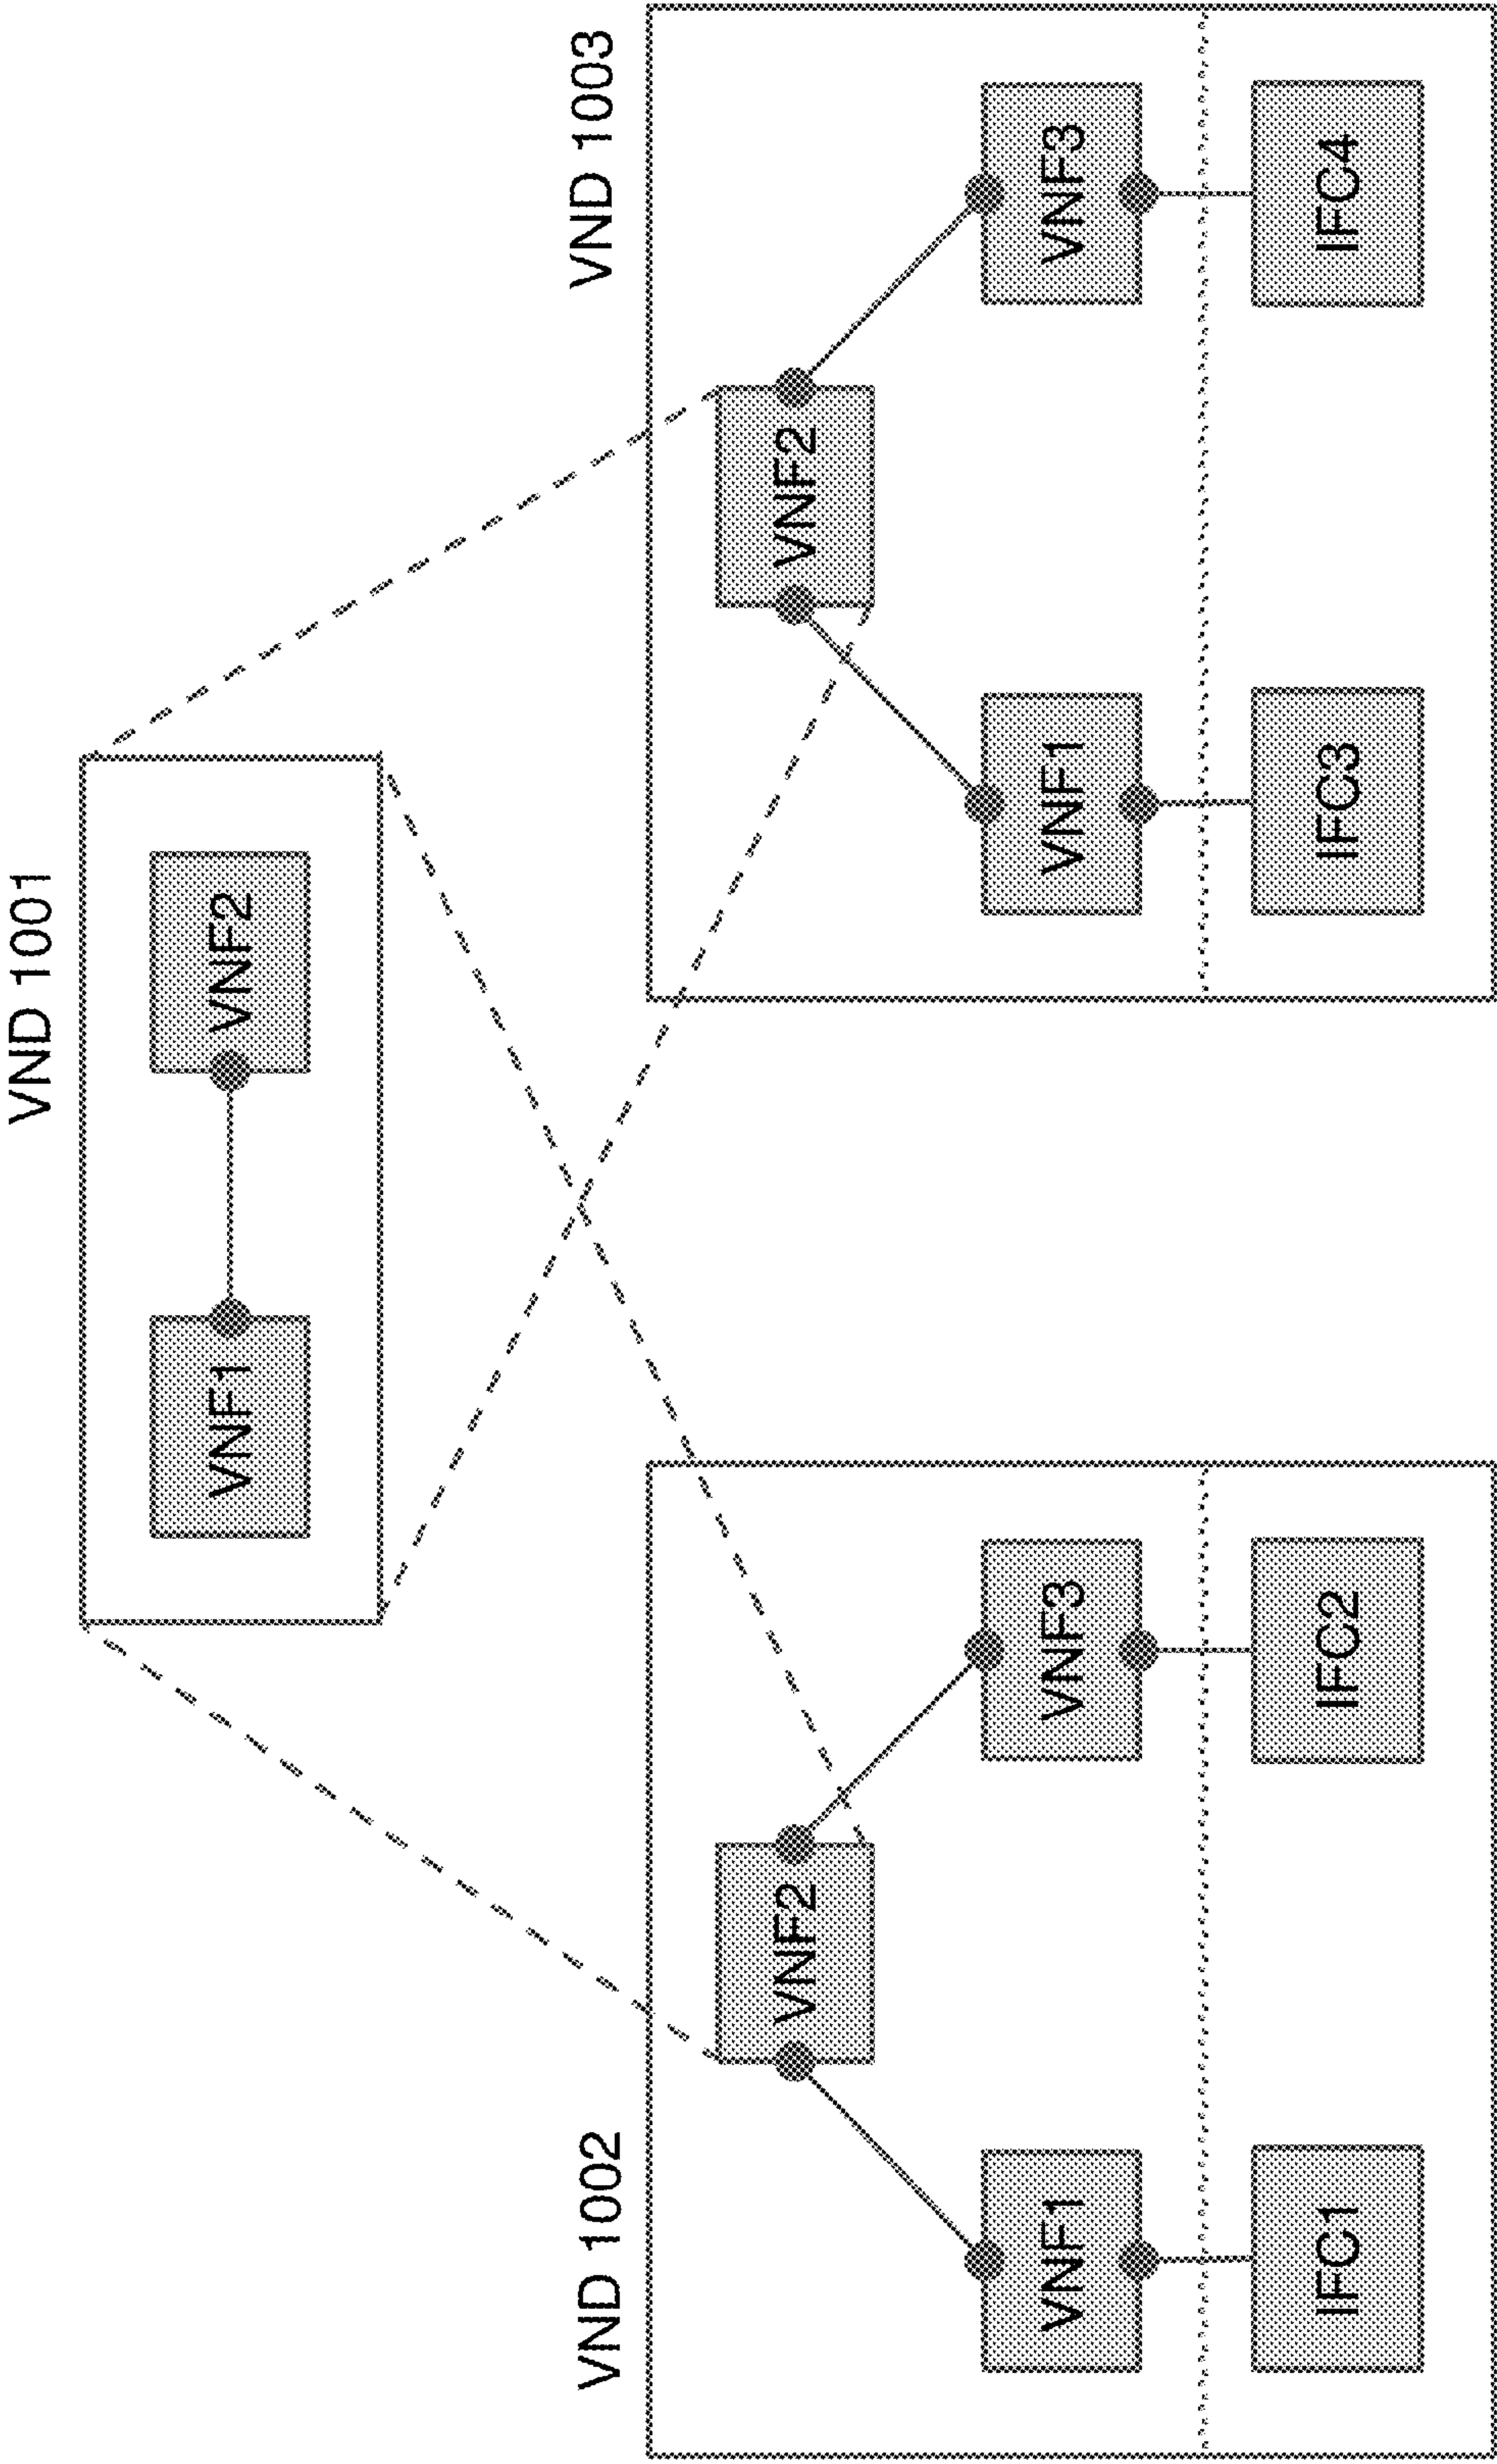 VND 1001
VNF1
VNF2
VND 1002
VNF2
VNF1
VNF3
IFC1
IFC2
VND 1003
VNF2
VNF1
VNF3
IFC3
IFC4